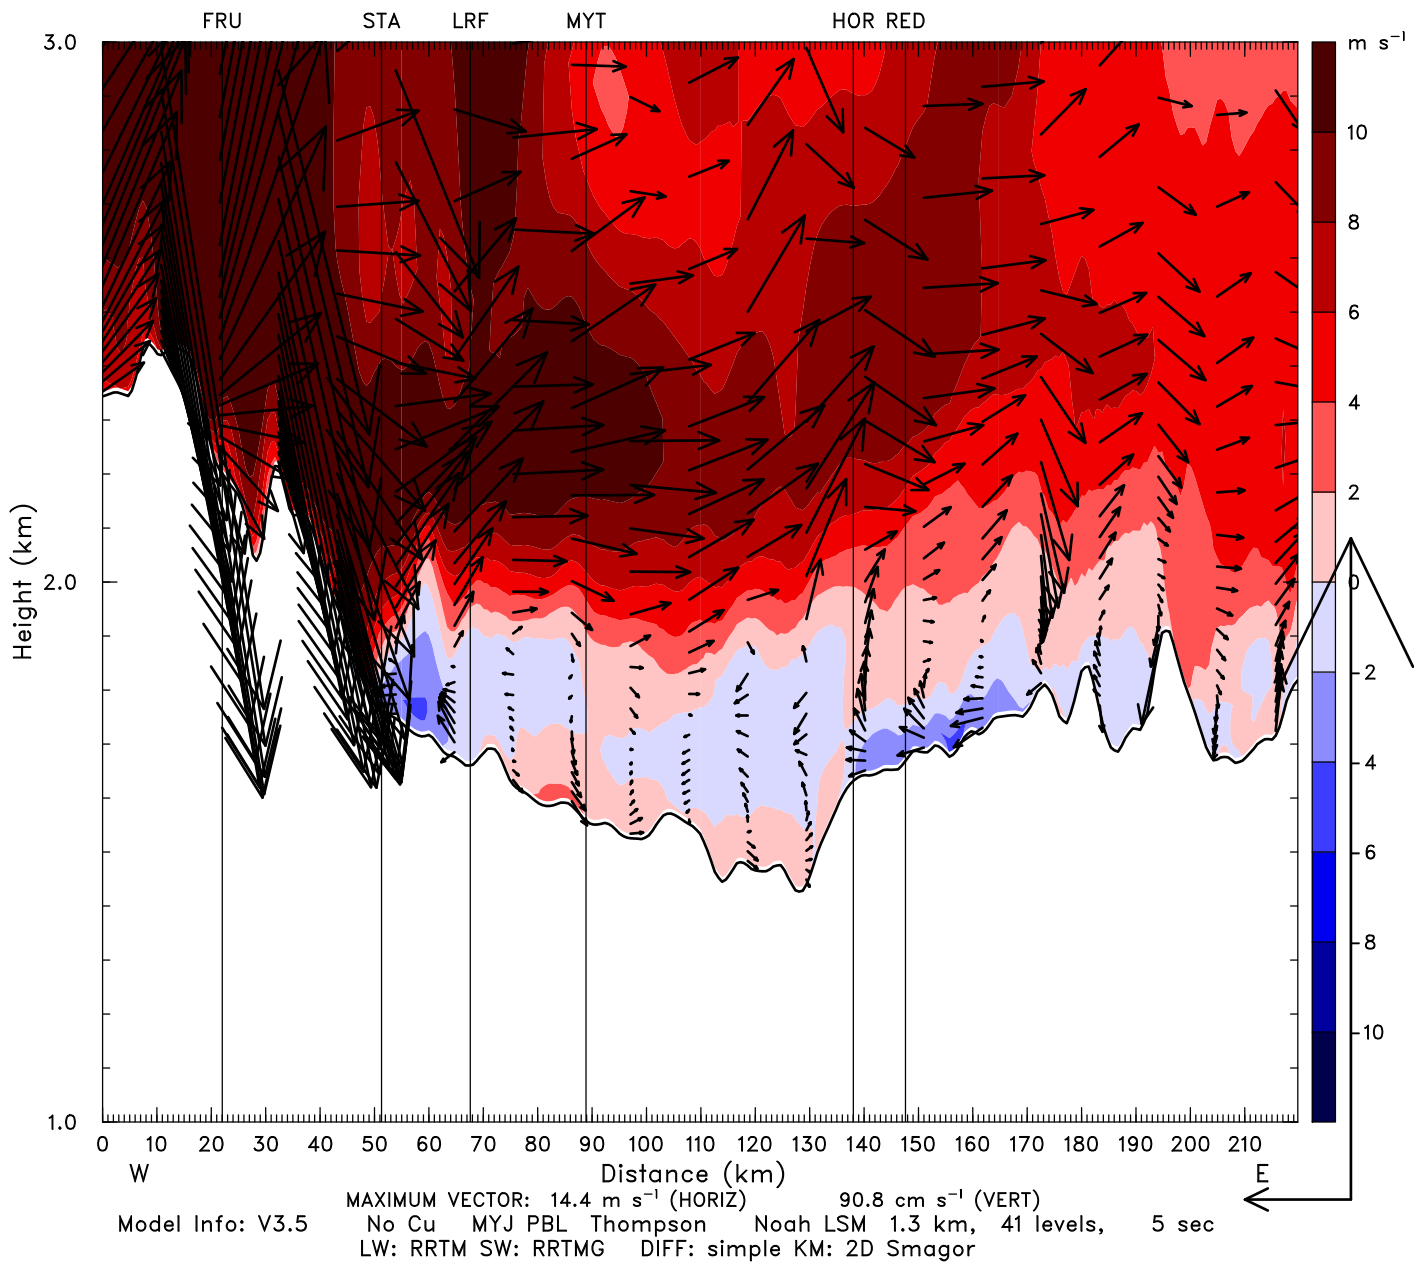 FRU STA LRF MYT HOR RED
3.0
2.0
1.0
Height (km)
m s⁻¹
10
8
6
4
2
0
-2
-4
-6
-8
-10
0 10 20 30 40 50 60 70 80 90 100 110 120 130 140 150 160 170 180 190 200 210
W Distance (km) E
MAXIMUM VECTOR: 14.4 m s⁻¹ (HORIZ) 90.8 cm s⁻¹ (VERT)
Model Info: V3.5 No Cu MYJ PBL Thompson Noah LSM 1.3 km, 41 levels, 5 sec
LW: RRTM SW: RRTMG DIFF: simple KM: 2D Smagor